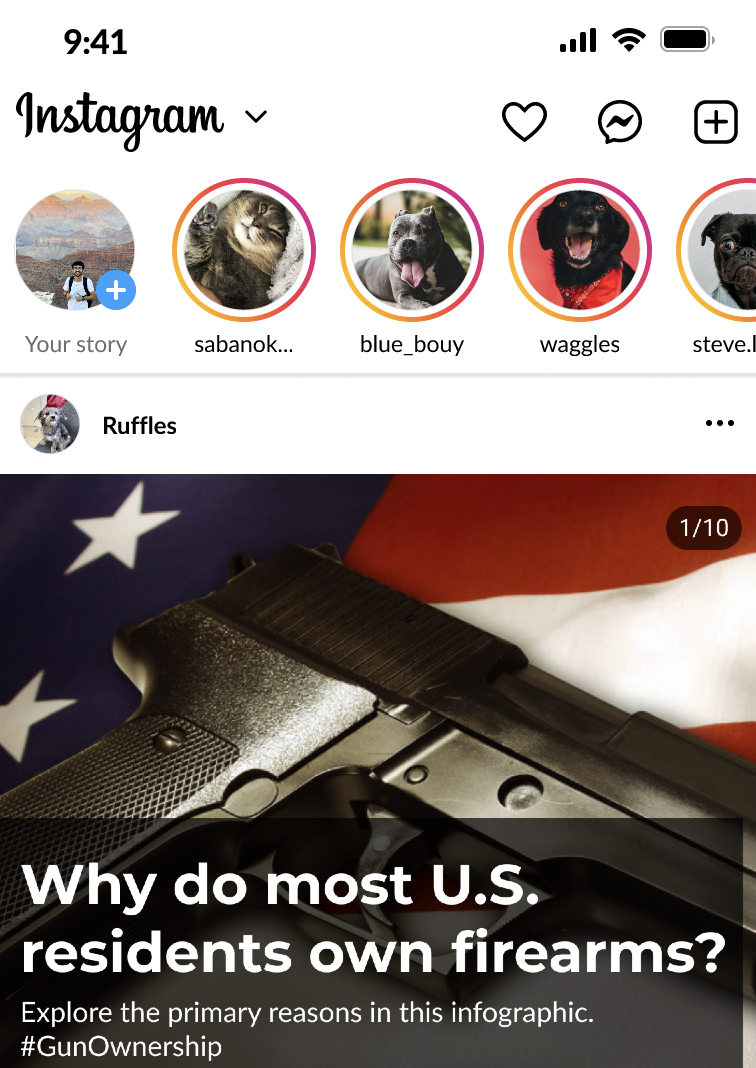 9:41
Instagram
Your story
sabanok...
blue_bouy
waggles
steve.l
Ruffles
1/10
Why do most U.S.
residents own firearms?
Explore the primary reasons in this infographic.
#GunOwnership